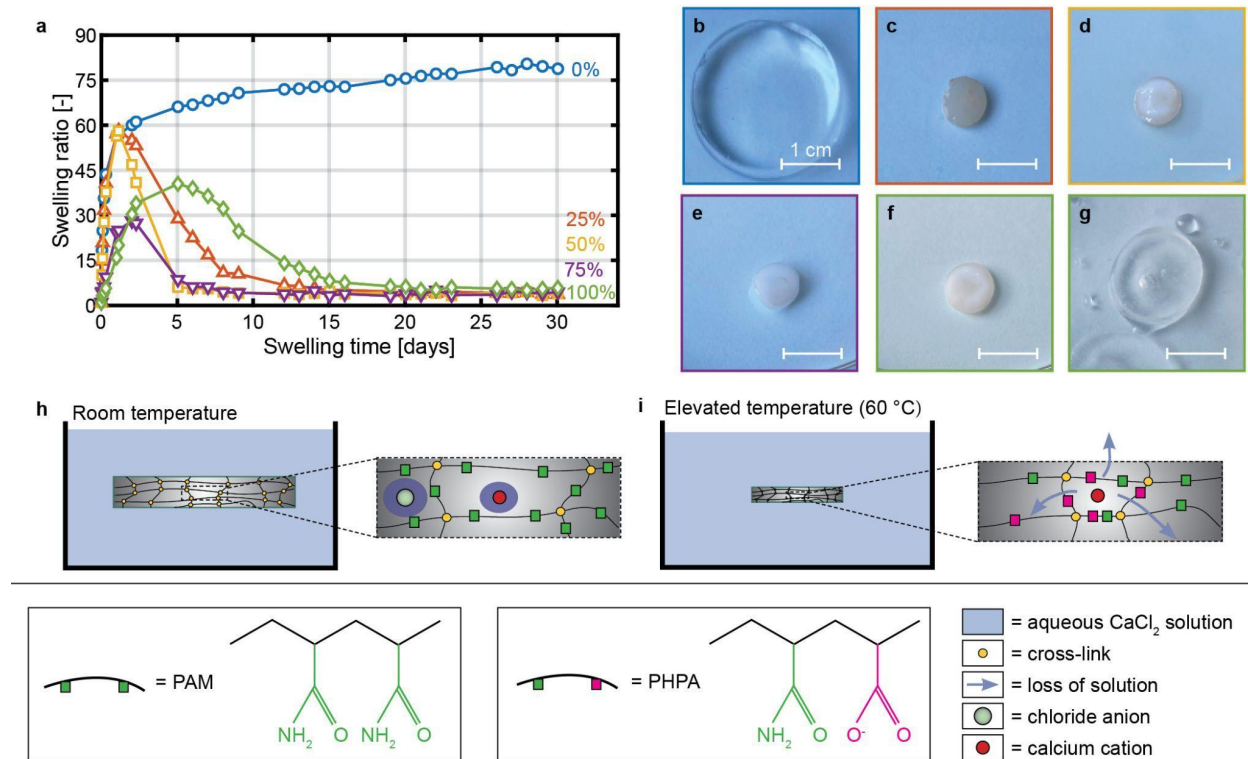 a
90
75
60
45
30
15
0
Swelling ratio [-]
0 5 10 15 20 25 30
Swelling time [days]
0%
25%
50%
75%
100%
b
1 cm
c
d
e
f
g
h Room temperature
i Elevated temperature (60 °C)
= PAM
NH₂ O NH₂ O
= PHPA
NH₂ O O⁻ O
= aqueous CaCl₂ solution
= cross-link
= loss of solution
= chloride anion
= calcium cation